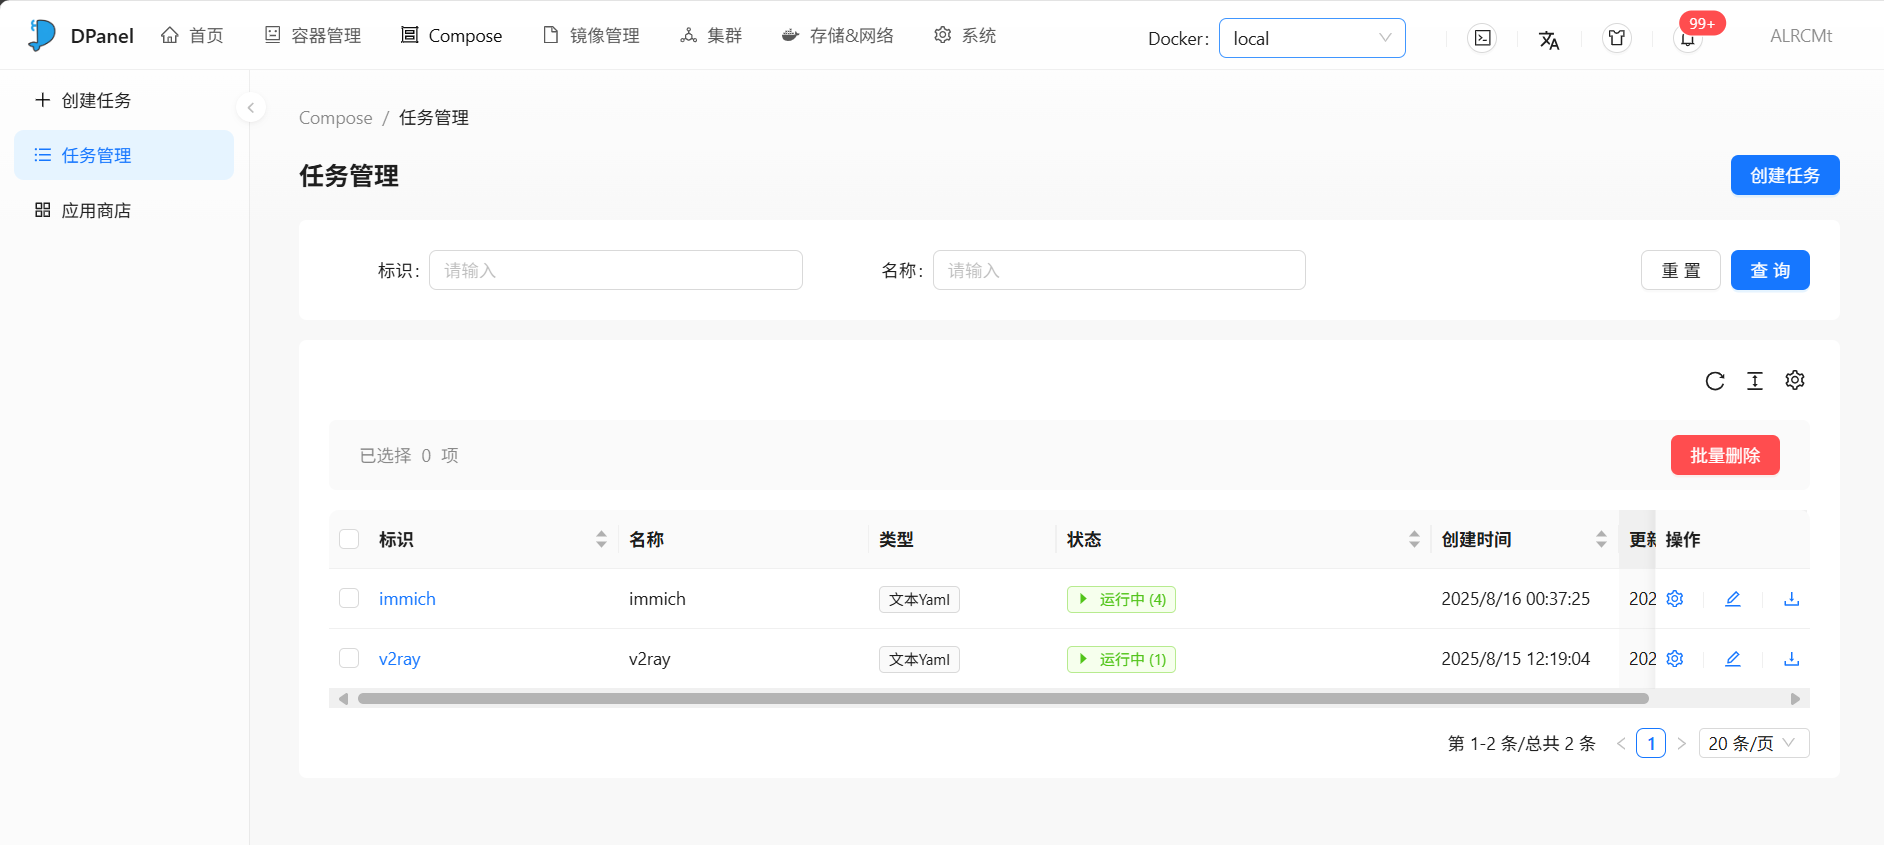 DPanel 首页 容器管理 Compose 镜像管理 集群 存储&网络 系统 Docker: local 99+ ALRCMt
创建任务
任务管理
应用商店
Compose / 任务管理
任务管理
创建任务
标识: 请输入 名称: 请输入 重 置 查 询
已选择 0 项 批量删除
标识 名称 类型 状态 创建时间 更新 操作
immich immich 文本Yaml 运行中 (4) 2025/8/16 00:37:25 202
v2ray v2ray 文本Yaml 运行中 (1) 2025/8/15 12:19:04 202
第 1-2 条/总共 2 条 1 20 条/页